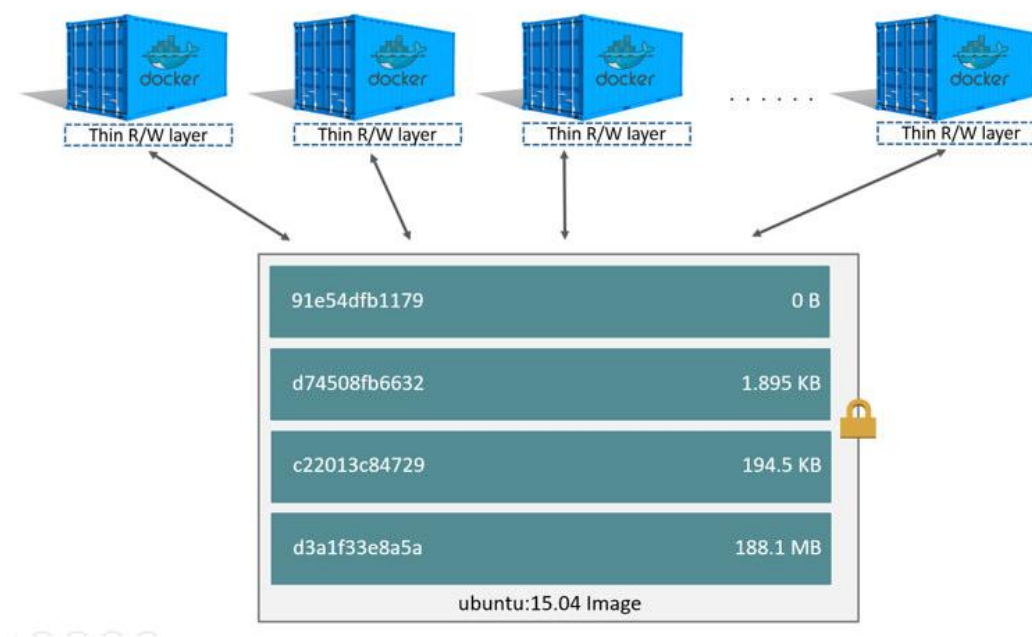 docker docker docker docker
Thin R/W layer Thin R/W layer Thin R/W layer . . . . . . Thin R/W layer
91e54dfb1179 0 B
d74508fb6632 1.895 KB
c22013c84729 194.5 KB
d3a1f33e8a5a 188.1 MB
ubuntu:15.04 Image